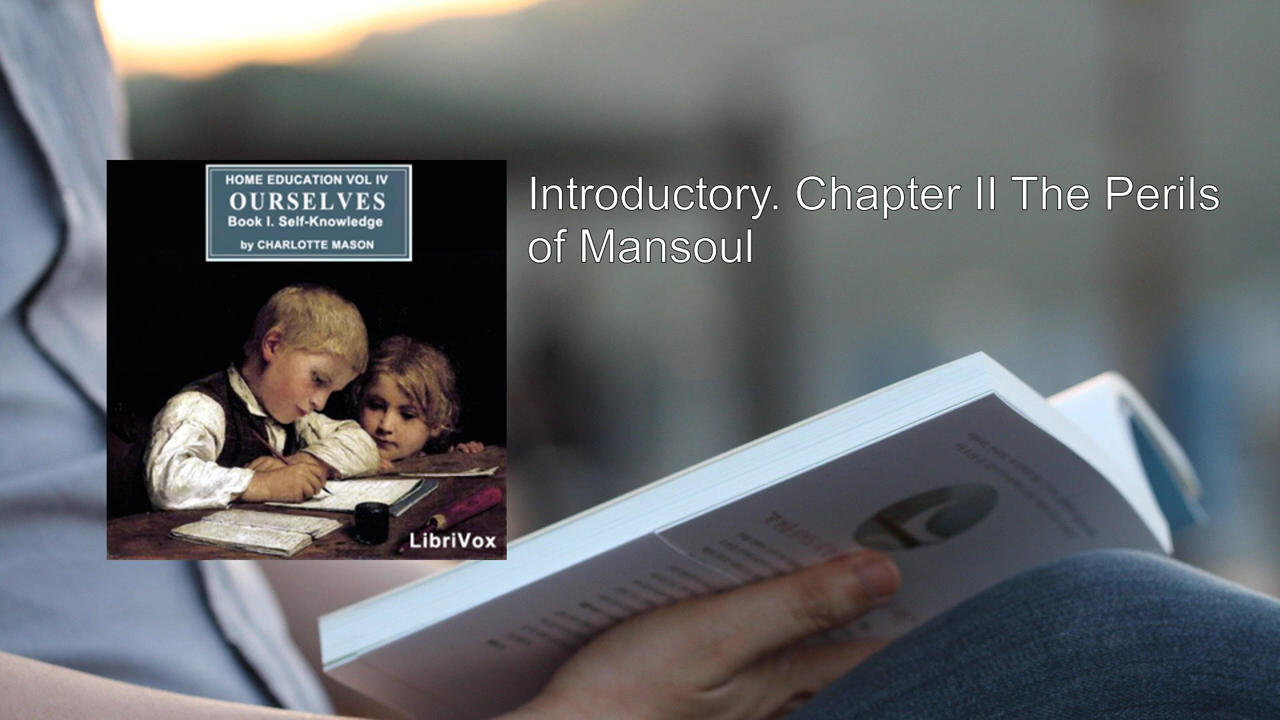 HOME EDUCATION VOL IV
OURSELVES
Book I. Self-Knowledge
by CHARLOTTE MASON
LibriVox
Introductory. Chapter II The Perils
of Mansoul